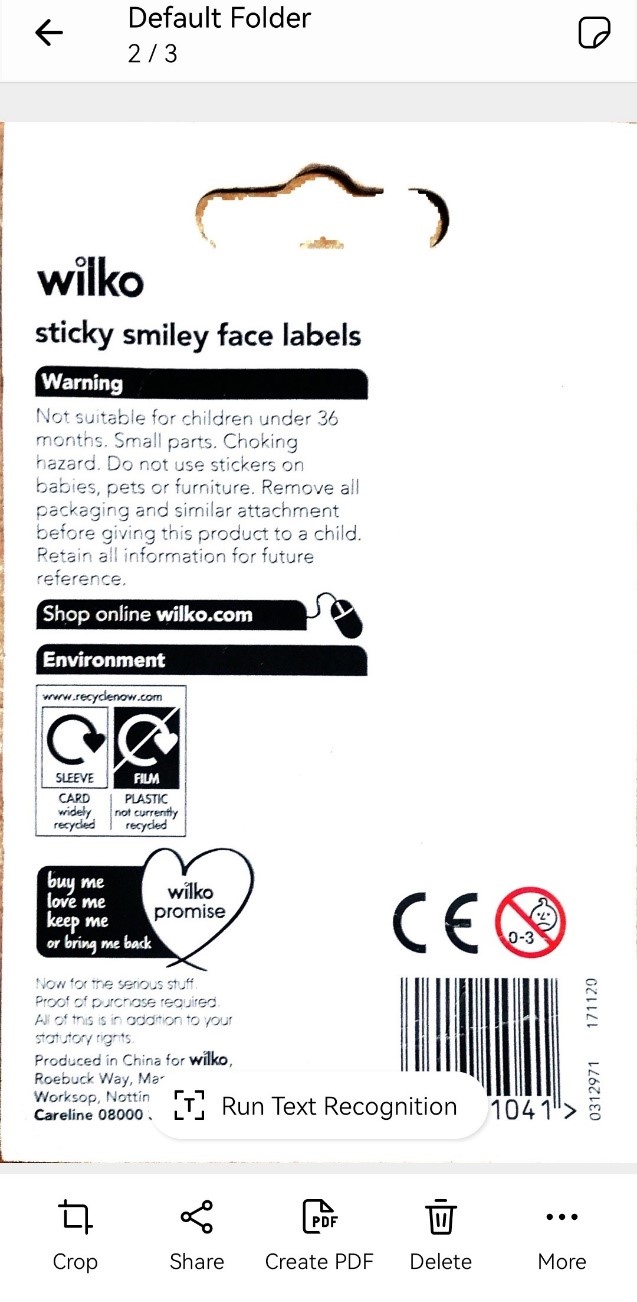 Default Folder
2 / 3
wilko
sticky smiley face labels
Warning
Not suitable for children under 36
months. Small parts. Choking
hazard. Do not use stickers on
babies, pets or furniture. Remove all
packaging and similar attachment
before giving this product to a child.
Retain all information for future
reference.
Shop online wilko.com
Environment
www.recyclenow.com
SLEEVE
FILM
CARD
widely
recycled
PLASTIC
not currently
recycled
buy me
love me
keep me
or bring me back
wilko
promise
CE
0-3
Now for the serious stuff.
Proof of purchase required.
All of this is in addition to your
statutory rights.
Produced in China for wilko,
Roebuck Way,
Worksop,
Careline 08000
1041 >
0312971 171120
Run Text Recognition
Crop
Share
PDF
Create PDF
Delete
More